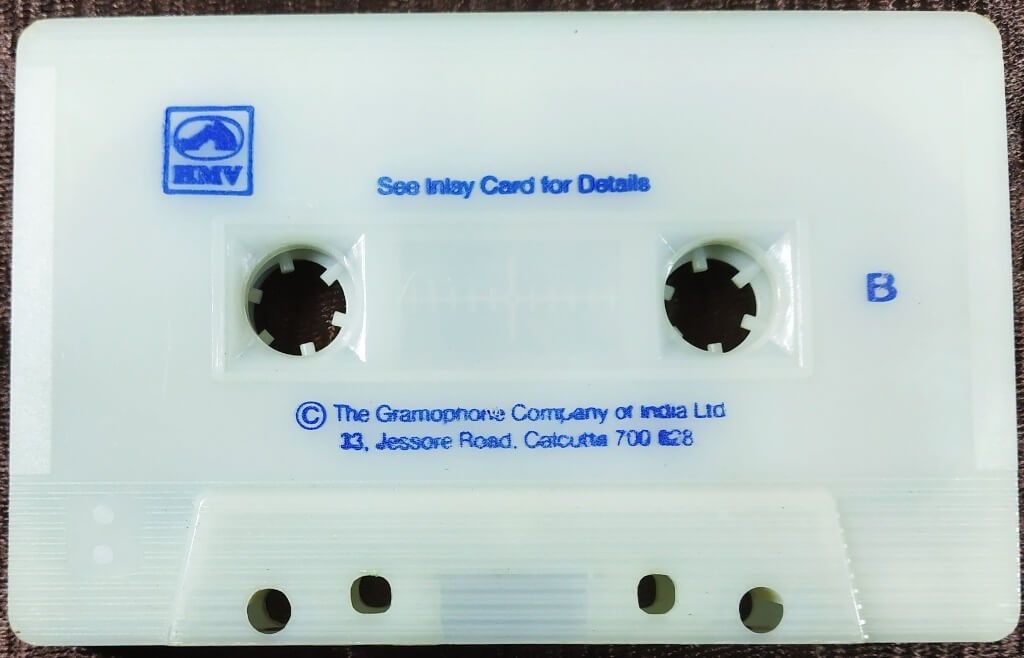 HMV
See Inlay Card for Details
B
© The Gramophone Company of India Ltd
33, Jessore Road, Calcutta 700 028